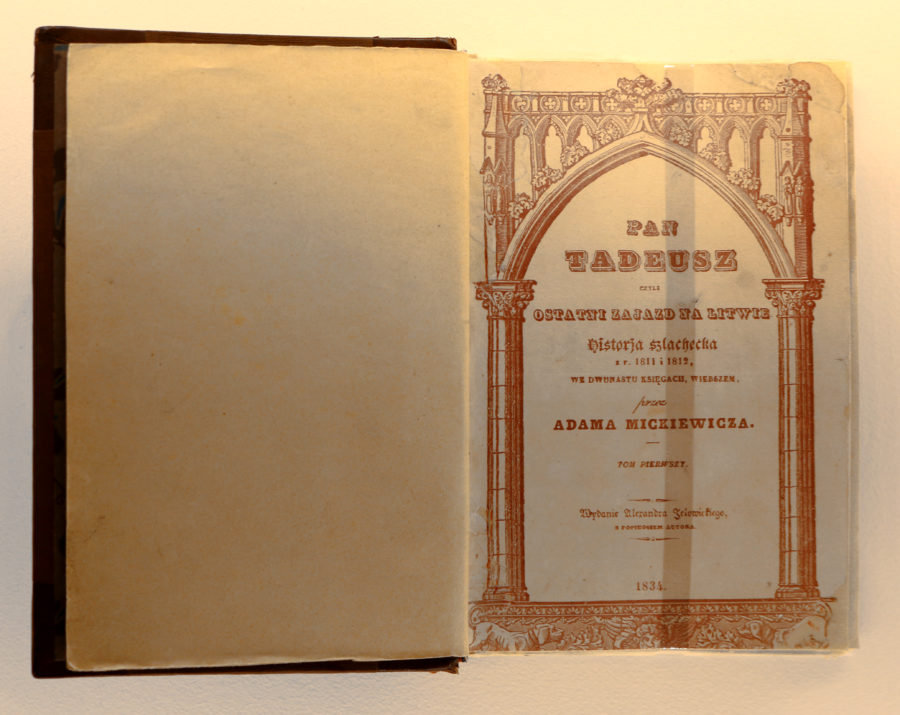 PAN
TADEUSZ
CZYLI
OSTATNI ZAJAZD NA LITWIE
Historja szlachecka
z r. 1811 i 1812,
WE DWUNASTU KSIĘGACH, WIERSZEM,
przez
ADAMA MICKIEWICZA.
TOM PIERWSZY.
Wydanie Alexandra Jełowickiego,
Z POPIERSIEM AUTORA.
1834.